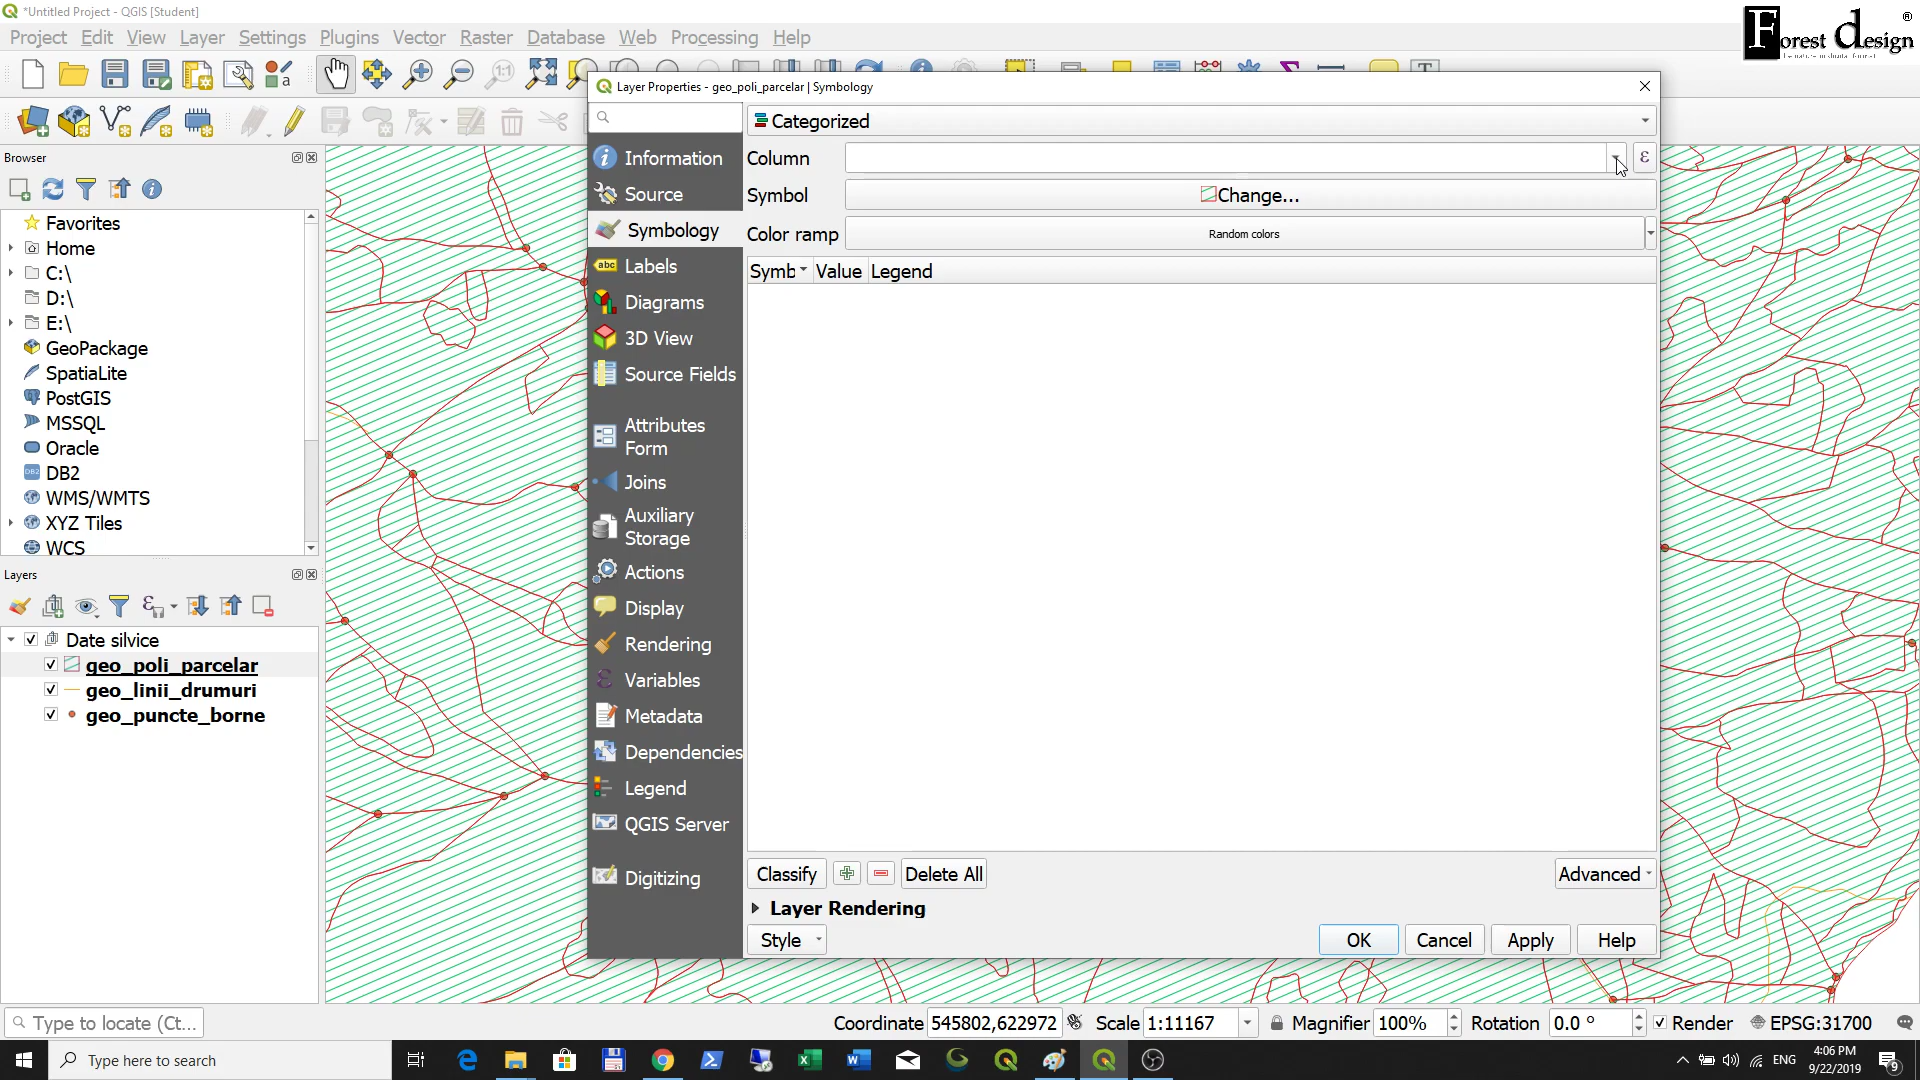 *Untitled Project - QGIS [Student]
Forest design ®
Project Edit View Layer Settings Plugins Vector Raster Database Web Processing Help
Layer Properties - geo_poli_parcelar | Symbology
Categorized
Column
ε
Symbol
Change...
Color ramp
Random colors
Symb Value Legend
Information
Source
Symbology
Labels
Diagrams
3D View
Source Fields
Attributes
Form
Joins
Auxiliary
Storage
Actions
Display
Rendering
Variables
Metadata
Dependencies
Legend
QGIS Server
Digitizing
Classify
Delete All
Advanced
Layer Rendering
Style
OK
Cancel
Apply
Help
Browser
Favorites
Home
C:\
D:\
E:\
GeoPackage
SpatiaLite
PostGIS
MSSQL
Oracle
DB2
WMS/WMTS
XYZ Tiles
WCS
Layers
Date silvice
geo_poli_parcelar
geo_linii_drumuri
geo_puncte_borne
Type to locate (Ct...
Coordinate 545802,622972
Scale 1:11167
Magnifier 100%
Rotation 0.0 °
Render
EPSG:31700
Type here to search
ENG
4:06 PM
9/22/2019
9